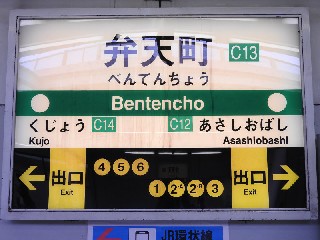 弁天町 C13
べんてんちょう
Bentencho
くじょう C14 C12 あさしおばし
Kujo Asashiobashi
出口 4 5 6 出口
Exit 1 2-A 2-B 3 Exit
JR環状線